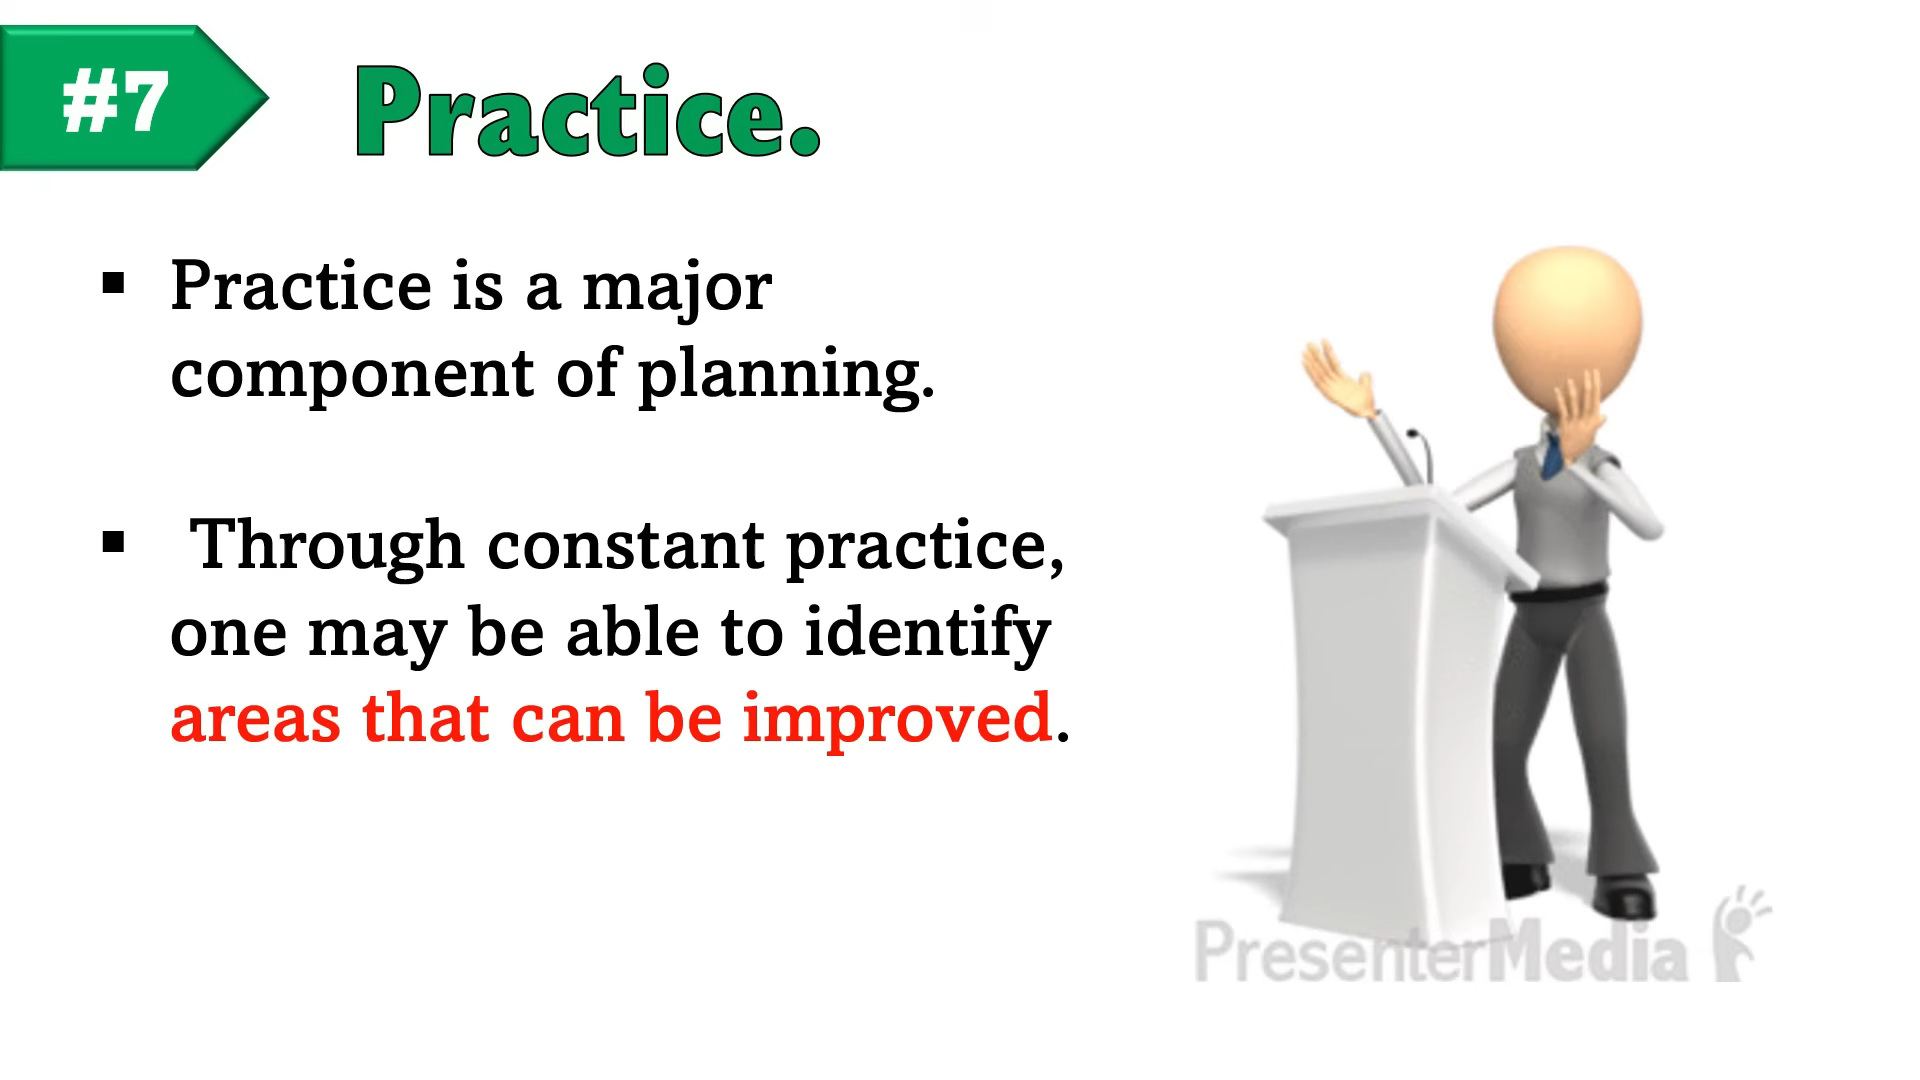 #7
Practice.
▪ Practice is a major
component of planning.
▪ Through constant practice,
one may be able to identify
areas that can be improved.
PresenterMedia